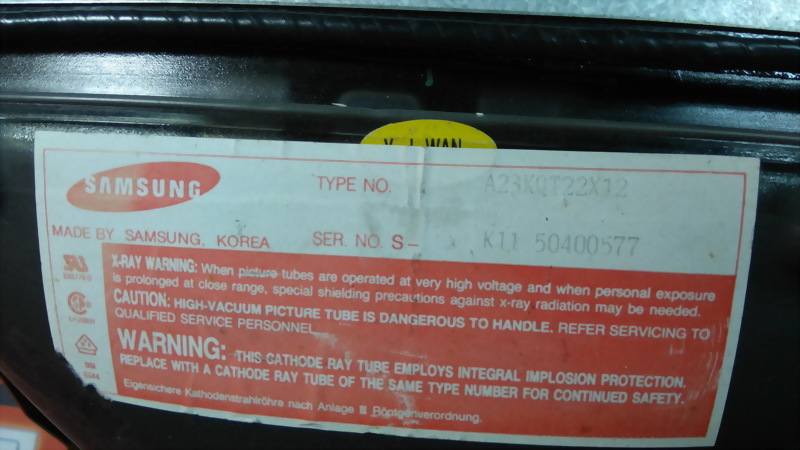 SAMSUNG
TYPE NO. A23KQT22X12
MADE BY SAMSUNG, KOREA SER. NO. S- K11 50400577
X-RAY WARNING: When picture tubes are operated at very high voltage and when personal exposure
is prolonged at close range, special shielding precautions against x-ray radiation may be needed.
CAUTION: HIGH-VACUUM PICTURE TUBE IS DANGEROUS TO HANDLE. REFER SERVICING TO
QUALIFIED SERVICE PERSONNEL
WARNING: THIS CATHODE RAY TUBE EMPLOYS INTEGRAL IMPLOSION PROTECTION.
REPLACE WITH A CATHODE RAY TUBE OF THE SAME TYPE NUMBER FOR CONTINUED SAFETY.
Eigensichere Kathodenstrahlröhre nach Anlage III Röntgenverordnung.